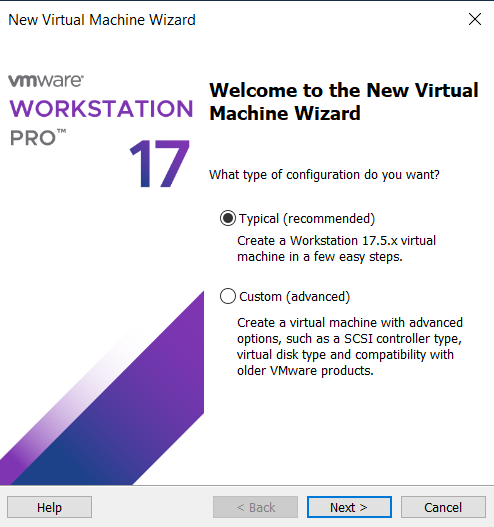 New Virtual Machine Wizard
vmware®
WORKSTATION
PRO™
17
Welcome to the New Virtual
Machine Wizard
What type of configuration do you want?
Typical (recommended)
Create a Workstation 17.5.x virtual
machine in a few easy steps.
Custom (advanced)
Create a virtual machine with advanced
options, such as a SCSI controller type,
virtual disk type and compatibility with
older VMware products.
Help
< Back
Next >
Cancel